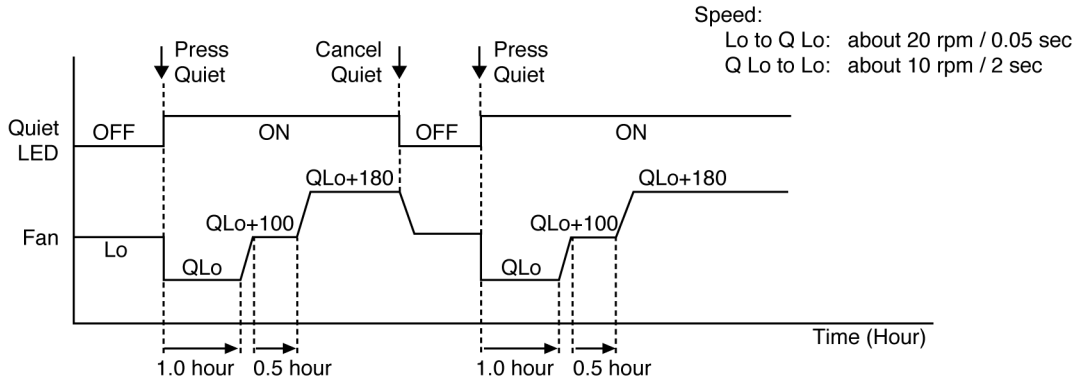 Speed:
Lo to Q Lo: about 20 rpm / 0.05 sec
Q Lo to Lo: about 10 rpm / 2 sec
Press
Quiet
Cancel
Quiet
Press
Quiet
Quiet
LED
OFF
ON
OFF
ON
QLo+180
QLo+180
QLo+100
QLo+100
Fan
Lo
QLo
QLo
Time (Hour)
1.0 hour
0.5 hour
1.0 hour
0.5 hour